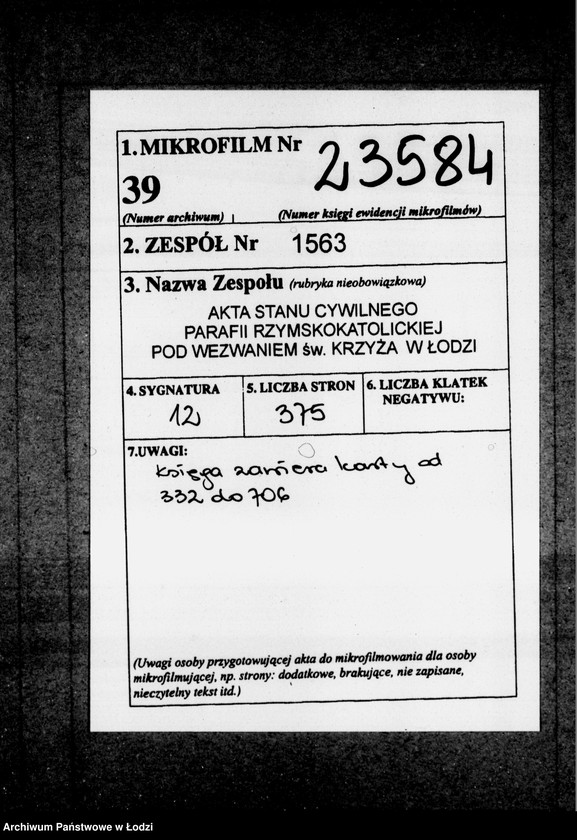 1. MIKROFILM Nr 23584
39
(Numer archiwum) (Numer księgi ewidencji mikrofilmów)
2. ZESPÓŁ Nr 1563
3. Nazwa Zespołu (rubryka nieobowiązkowa)
AKTA STANU CYWILNEGO
PARAFII RZYMSKOKATOLICKIEJ
POD WEZWANIEM św. KRZYŻA W ŁODZI
4. SYGNATURA
12
5. LICZBA STRON
375
6. LICZBA KLATEK
NEGATYWU:
7.UWAGI:
księga zawiera karty od
332 do 706
(Uwagi osoby przygotowującej akta do mikrofilmowania dla osoby
mikrofilmującej, np. strony: dodatkowe, brakujące, nie zapisane,
nieczytelny tekst itd.)
Archiwum Państwowe w Łodzi